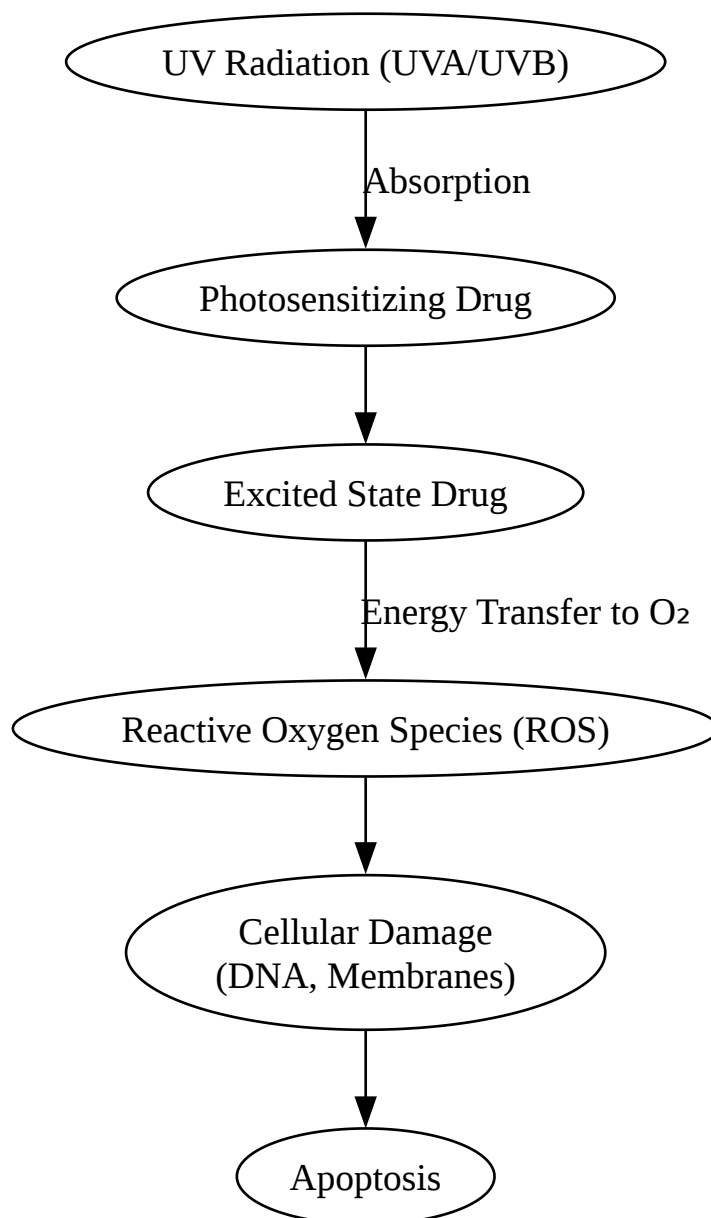 UV Radiation (UVA/UVB)
Absorption
Photosensitizing Drug
Excited State Drug
Energy Transfer to O₂
Reactive Oxygen Species (ROS)
Cellular Damage
(DNA, Membranes)
Apoptosis